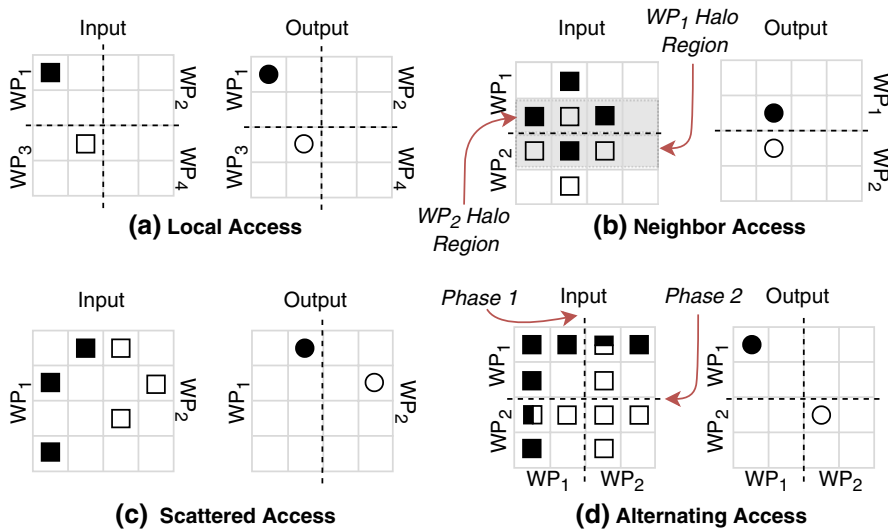 Input
Output
WP1
WP2
WP3
WP4
WP1
WP2
WP3
WP4
(a) Local Access
Input
WP1 Halo
Region
Output
WP1
WP2
WP1
WP2
WP2 Halo
Region
(b) Neighbor Access
Input
Output
WP1
WP1
WP2
WP2
(c) Scattered Access
Phase 1
Input
Phase 2
Output
WP1
WP2
WP1
WP2
WP1
WP2
(d) Alternating Access